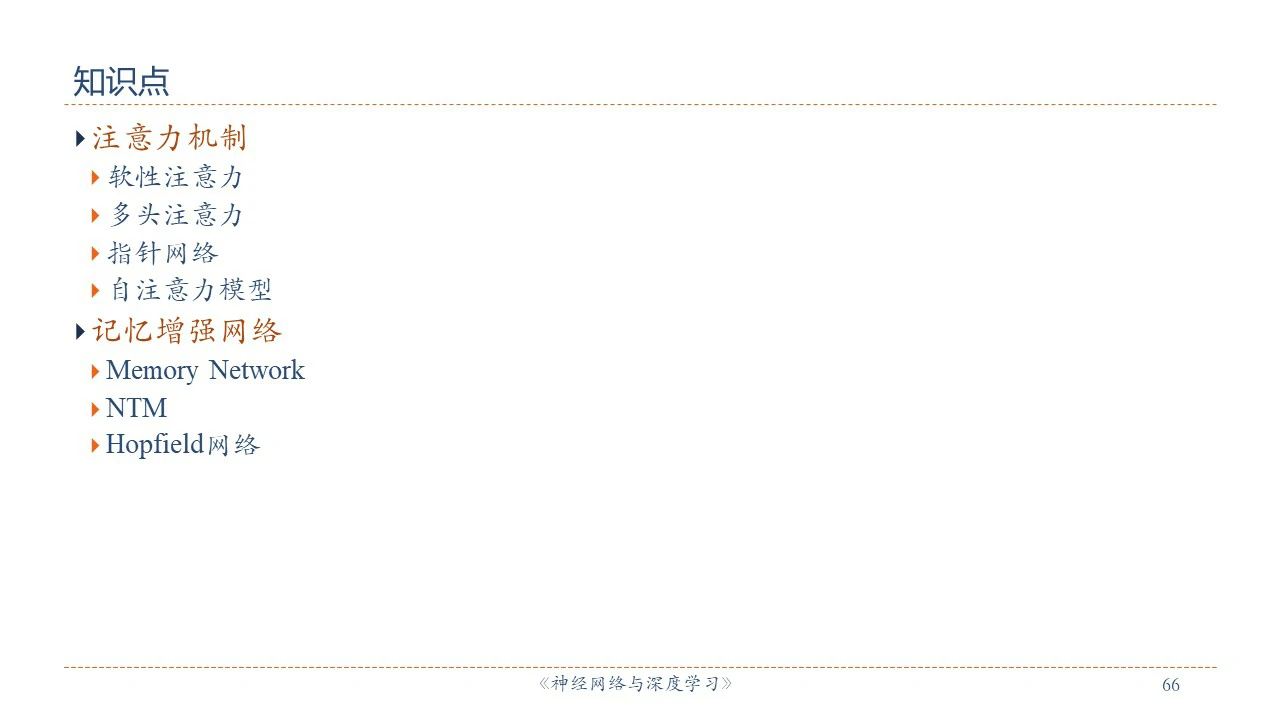 知识点
注意力机制
软性注意力
多头注意力
指针网络
自注意力模型
记忆增强网络
Memory Network
NTM
Hopfield网络
《神经网络与深度学习》
66